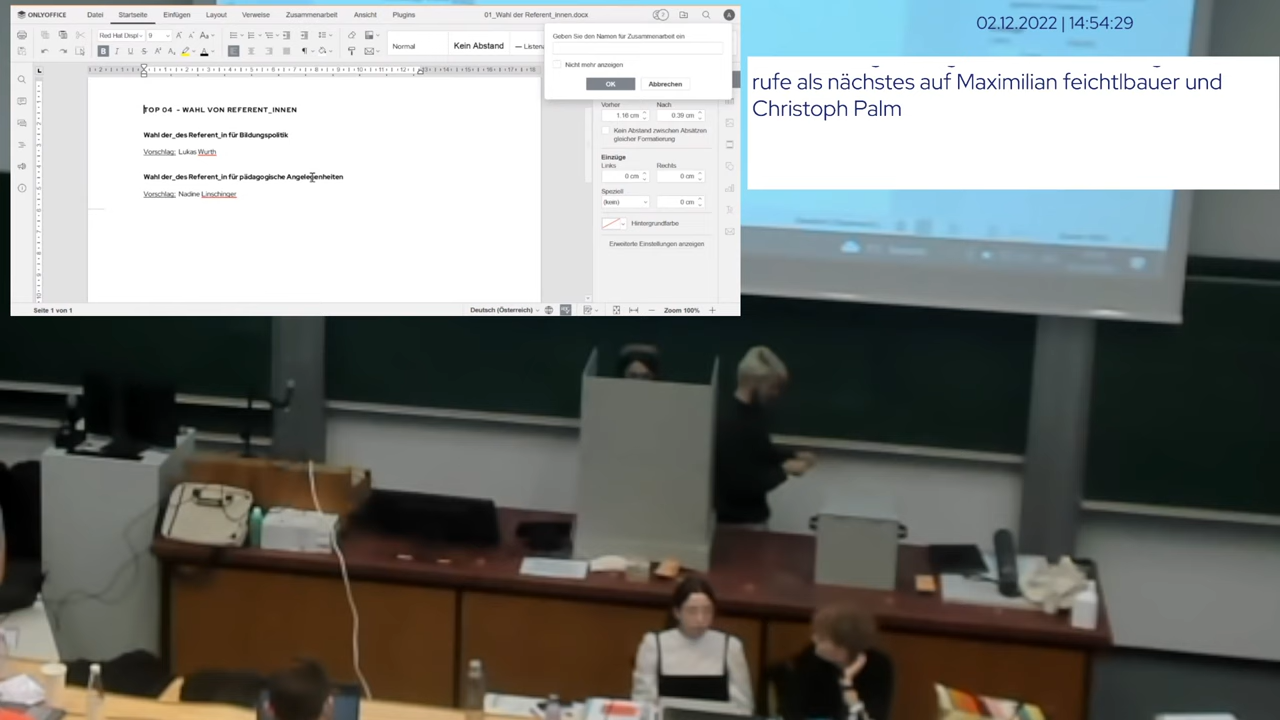 ONLYOFFICE
Datei Startseite Einfügen Layout Verweise Zusammenarbeit Ansicht Plugins
01_Wahl der Referent_innen.docx
Red Hat Displ 9
Normal
Kein Abstand
Geben Sie den Namen für Zusammenarbeit ein
Nicht mehr anzeigen
OK Abbrechen
TOP 04 - WAHL VON REFERENT_INNEN
Wahl der_des Referent_in für Bildungspolitik
Vorschlag: Lukas Wurth
Wahl der_des Referent_in für pädagogische Angelegenheiten
Vorschlag: Nadine Linschinger
Vorher Nach
1.16 cm 0.39 cm
Kein Abstand zwischen Absätzen
gleicher Formatierung
Einzüge
Links Rechts
0 cm 0 cm
Speziell
(kein) 0 cm
Hintergrundfarbe
Erweiterte Einstellungen anzeigen
Seite 1 von 1
Deutsch (Österreich)
Zoom 100%
02.12.2022 | 14:54:29
rufe als nächstes auf Maximilian feichtlbauer und
Christoph Palm